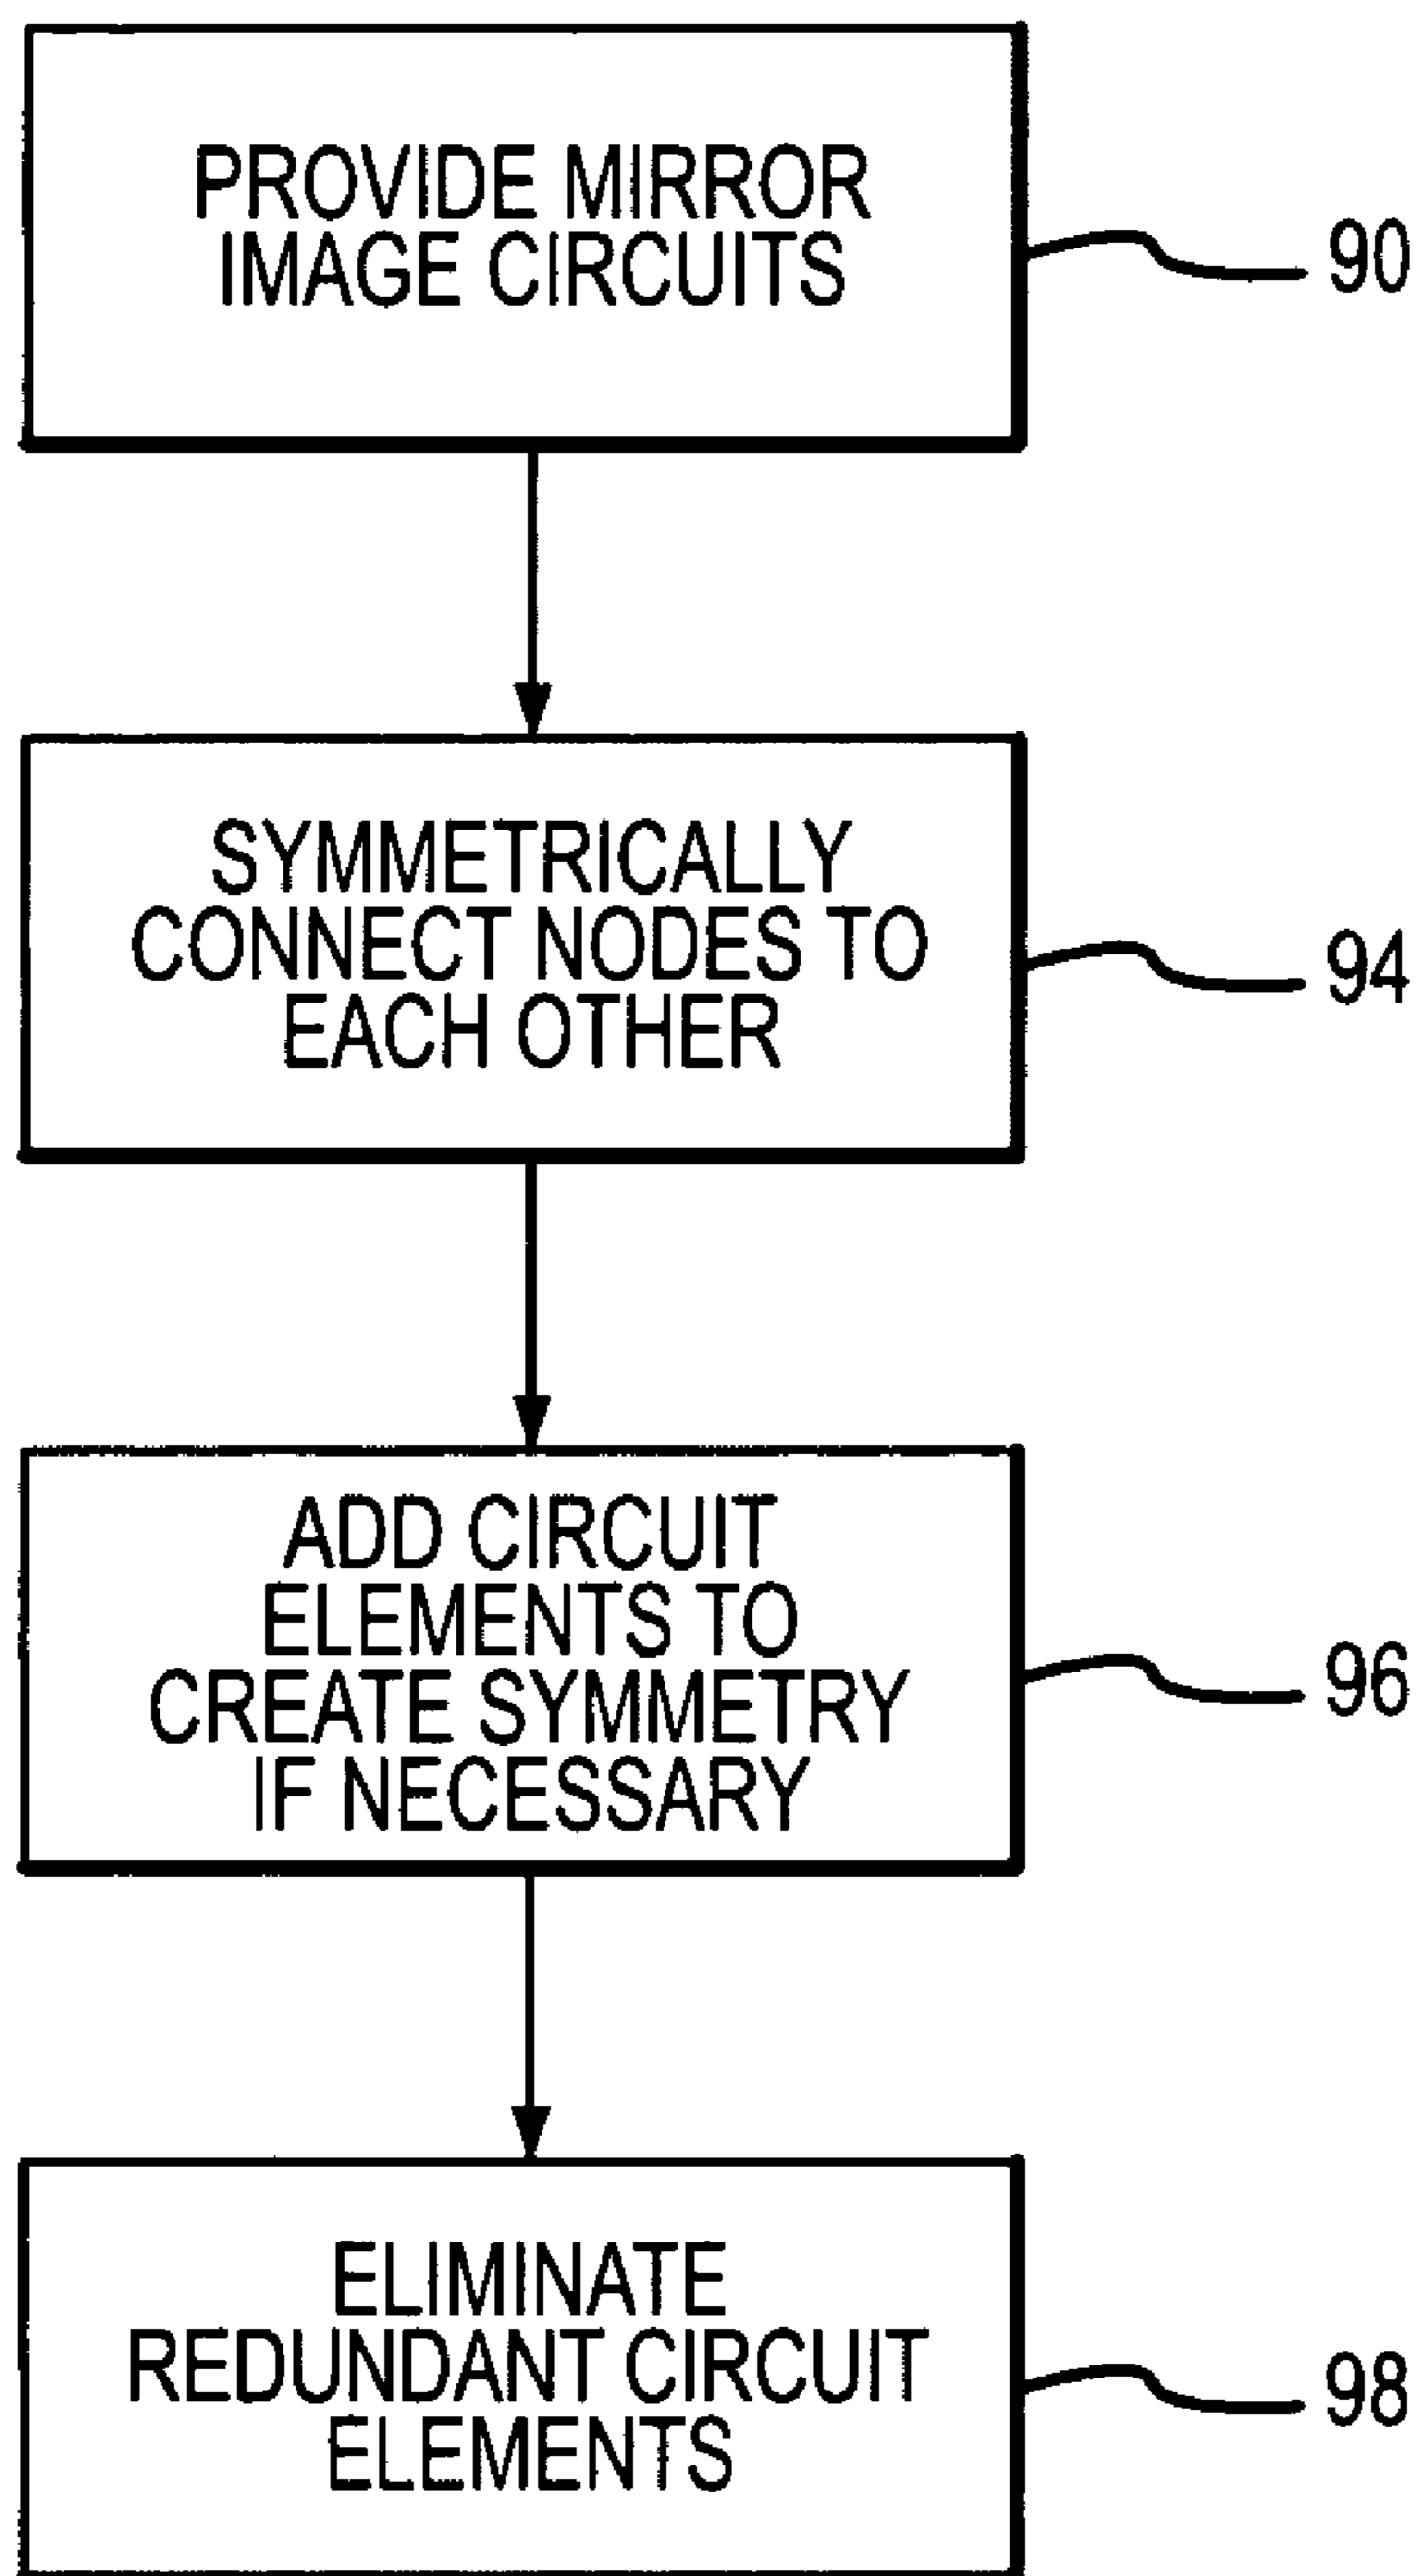 PROVIDE MIRROR
IMAGE CIRCUITS
90
SYMMETRICALLY
CONNECT NODES TO
EACH OTHER
94
ADD CIRCUIT
ELEMENTS TO
CREATE SYMMETRY
IF NECESSARY
96
ELIMINATE
REDUNDANT CIRCUIT
ELEMENTS
98